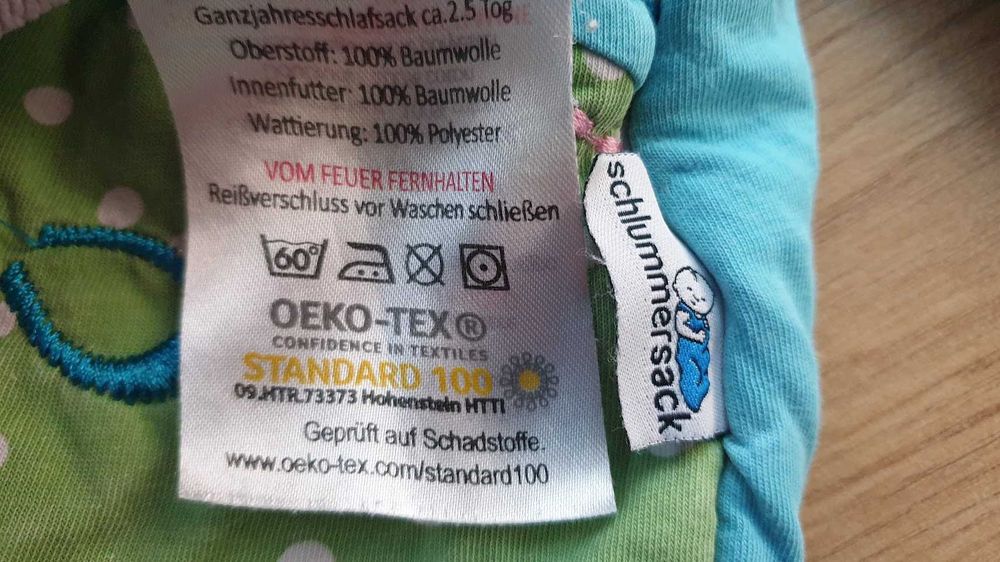 Ganzjahresschlafsack ca.2.5 Tog
Oberstoff: 100% Baumwolle
Innenfutter 100% Baumwolle
Wattierung: 100% Polyester
VOM FEUER FERNHALTEN
Reißverschluss vor Waschen schließen
60°
OEKO-TEX®
CONFIDENCE IN TEXTILES
STANDARD 100
09.HTR.73373 Hohenstein HTTI
Geprüft auf Schadstoffe.
www.oeko-tex.com/standard100
schlummersack